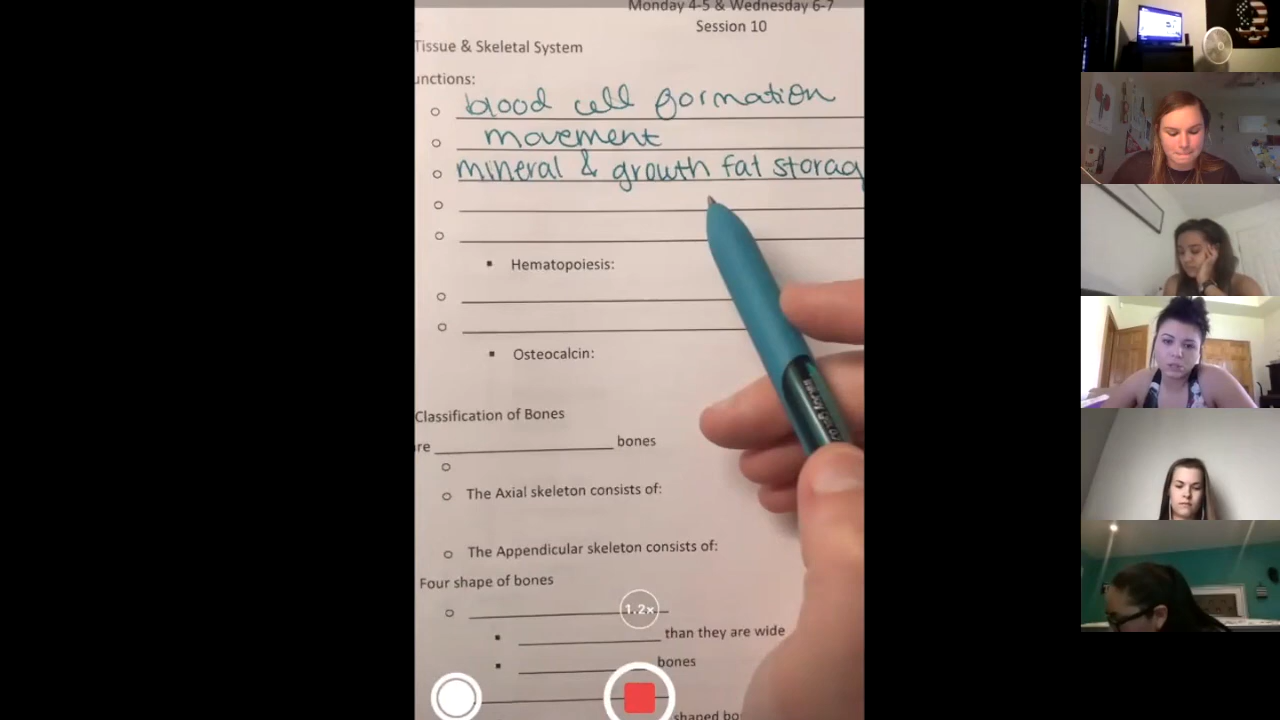 Monday 4-5 & Wednesday 6-7
Session 10
Tissue & Skeletal System
unctions:
blood cell formation
movement
mineral & growth fat storag
Hematopoiesis:
Osteocalcin:
Classification of Bones
re bones
The Axial skeleton consists of:
The Appendicular skeleton consists of:
Four shape of bones
1.2×
than they are wide
bones
shaped bo